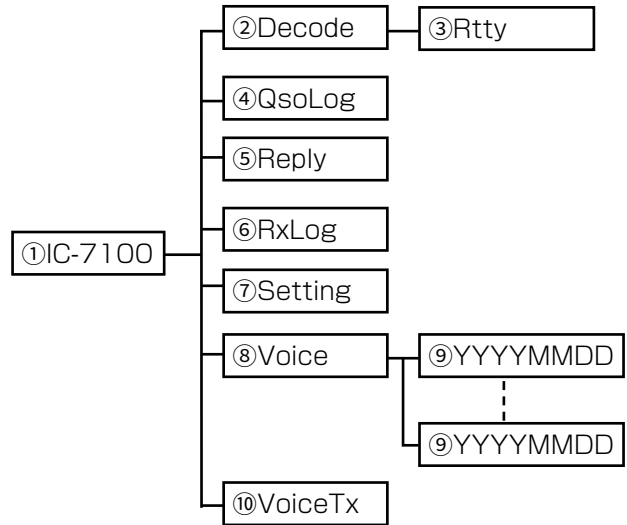 ②Decode
③Rtty
④QsoLog
⑤Reply
⑥RxLog
①IC-7100
⑦Setting
⑧Voice
⑨YYYYMMDD
⑨YYYYMMDD
⑩VoiceTx